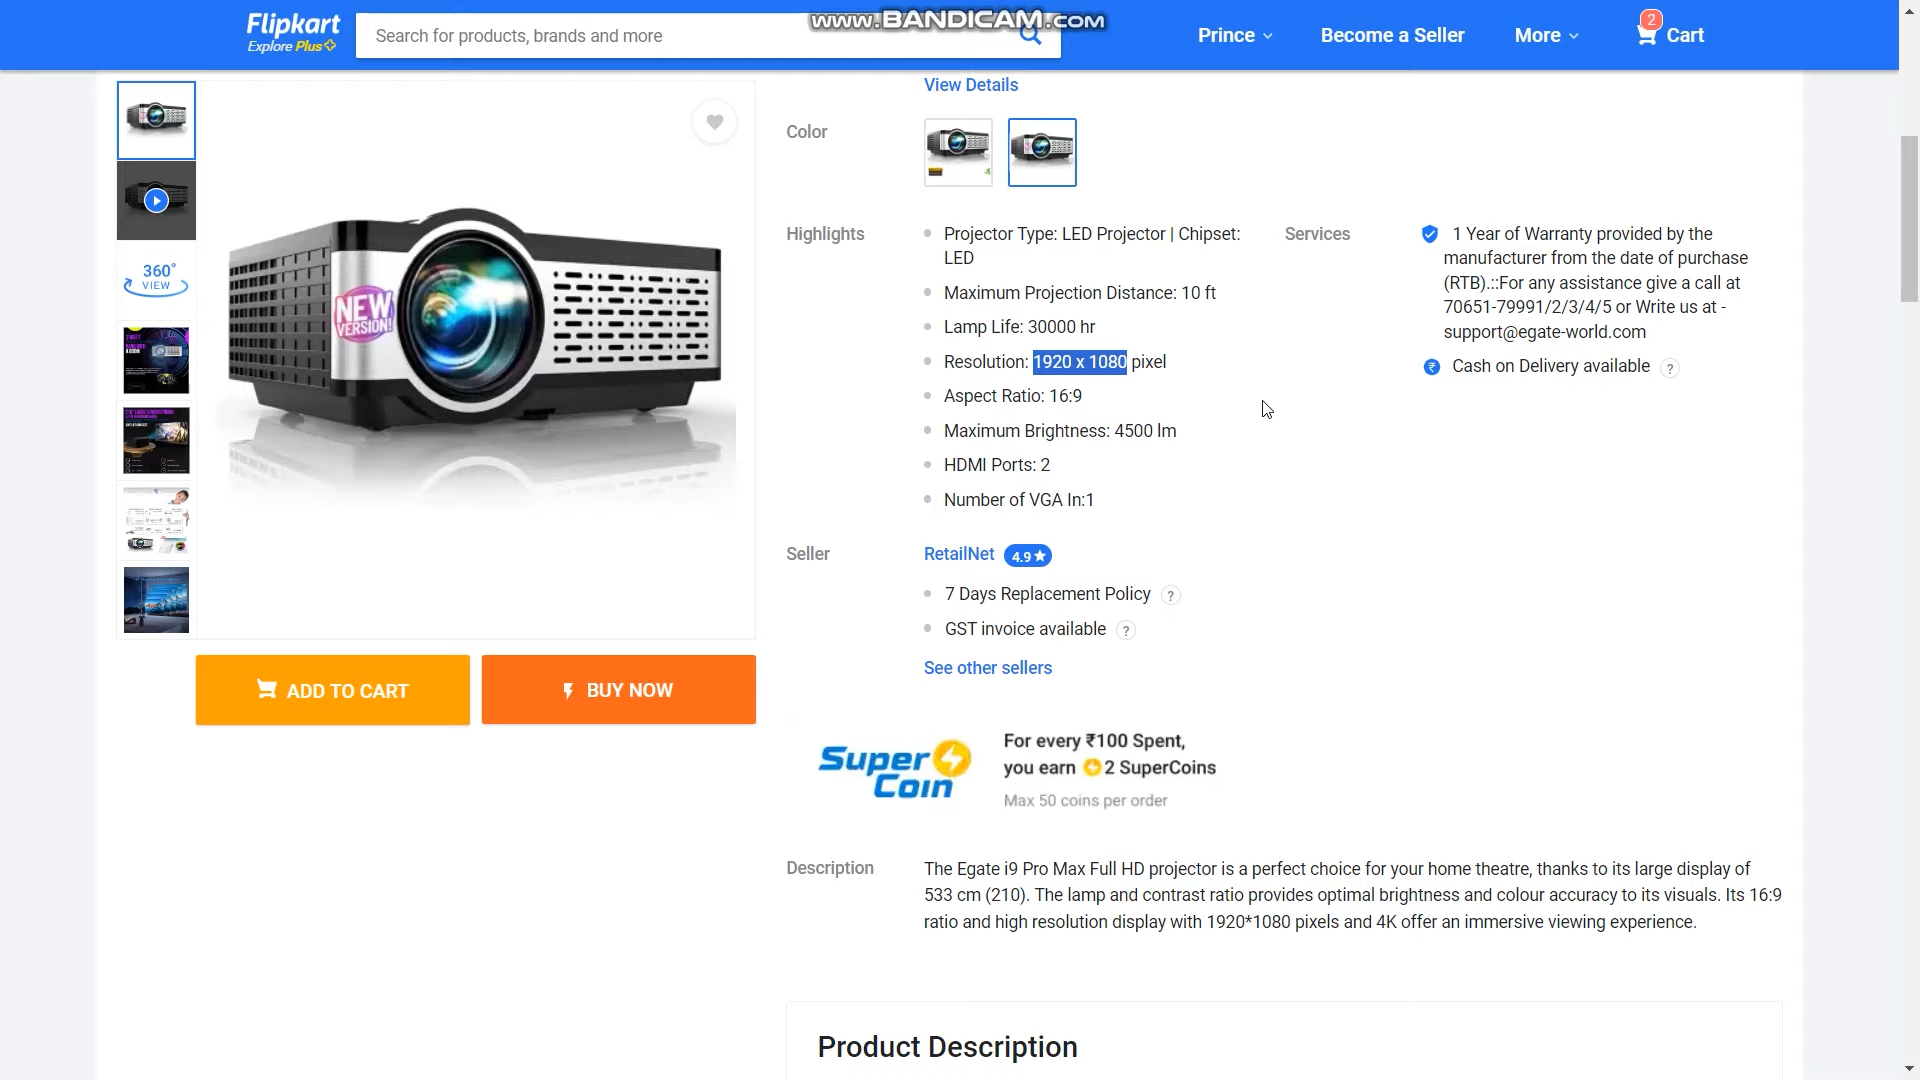 Flipkart
Explore Plus
Search for products, brands and more
www.BANDICAM.com
Prince
Become a Seller
More
2
Cart
View Details
Color
360°
VIEW
NEW
VERSION!
Highlights
Projector Type: LED Projector | Chipset:
LED
Maximum Projection Distance: 10 ft
Lamp Life: 30000 hr
Resolution: 1920 x 1080 pixel
Aspect Ratio: 16:9
Maximum Brightness: 4500 lm
HDMI Ports: 2
Number of VGA In:1
Services
1 Year of Warranty provided by the
manufacturer from the date of purchase
(RTB).::For any assistance give a call at
70651-79991/2/3/4/5 or Write us at -
support@egate-world.com
₹ Cash on Delivery available ?
Seller
RetailNet 4.9★
7 Days Replacement Policy ?
GST invoice available ?
See other sellers
ADD TO CART
BUY NOW
Super
Coin
For every ₹100 Spent,
you earn 2 SuperCoins
Max 50 coins per order
Description
The Egate i9 Pro Max Full HD projector is a perfect choice for your home theatre, thanks to its large display of
533 cm (210). The lamp and contrast ratio provides optimal brightness and colour accuracy to its visuals. Its 16:9
ratio and high resolution display with 1920*1080 pixels and 4K offer an immersive viewing experience.
Product Description